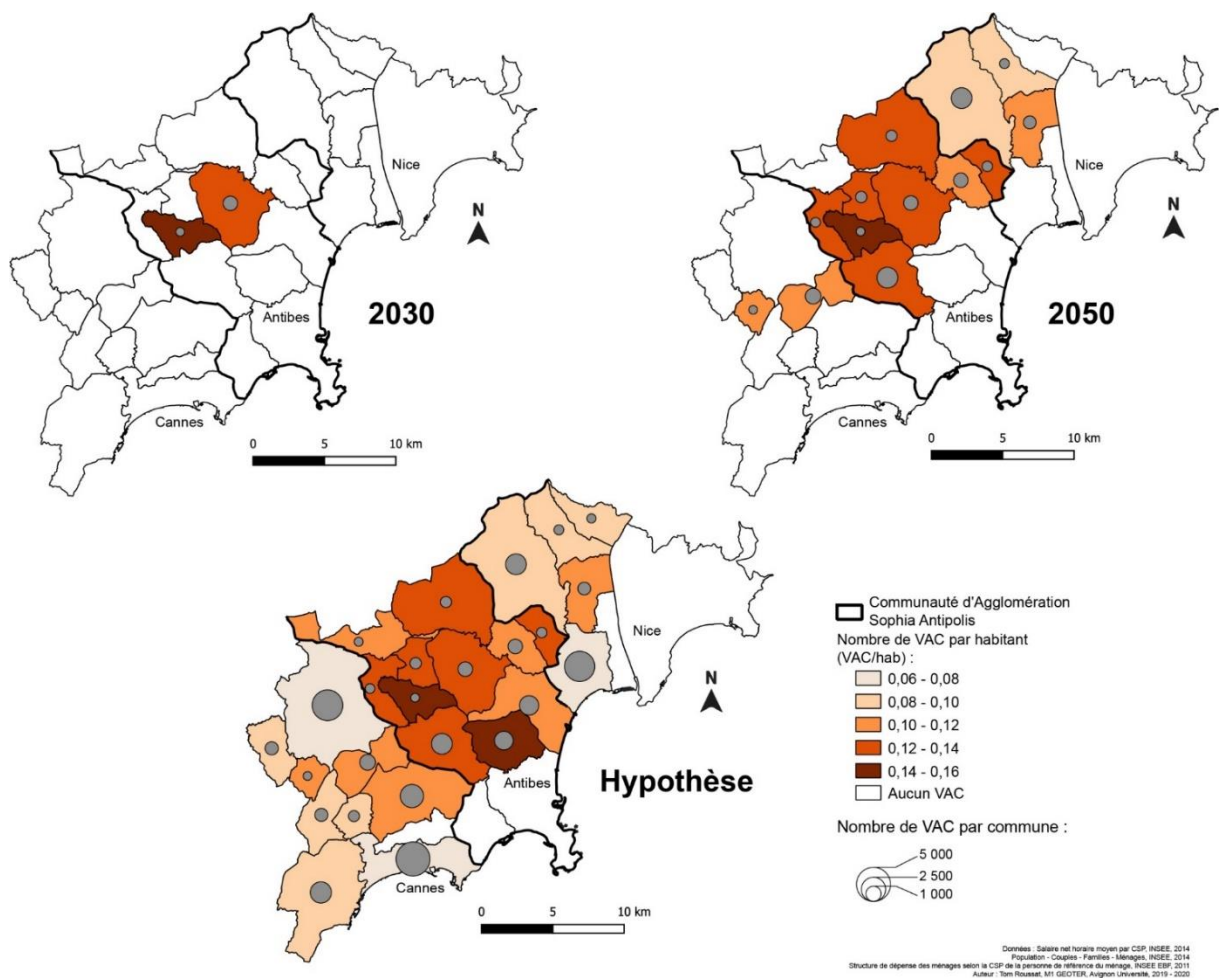 Nice
N
2030
Antibes
Cannes
0 5 10 km
Nice
N
2050
Antibes
Cannes
0 5 10 km
Nice
N
Hypothèse
Antibes
Cannes
0 5 10 km
Communauté d'Agglomération
Sophia Antipolis
Nombre de VAC par habitant
(VAC/hab) :
0,06 - 0,08
0,08 - 0,10
0,10 - 0,12
0,12 - 0,14
0,14 - 0,16
Aucun VAC
Nombre de VAC par commune :
5 000
2 500
1 000
Données : Salaire net horaire moyen par CSP, INSEE, 2014
Population - Couples - Familles - Ménages, INSEE, 2014
Structure de dépense des ménages selon la CSP de la personne de référence du ménage, INSEE EBF, 2011
Auteur : Tom Roussat, M1 GEOTER, Avignon Université, 2019 - 2020